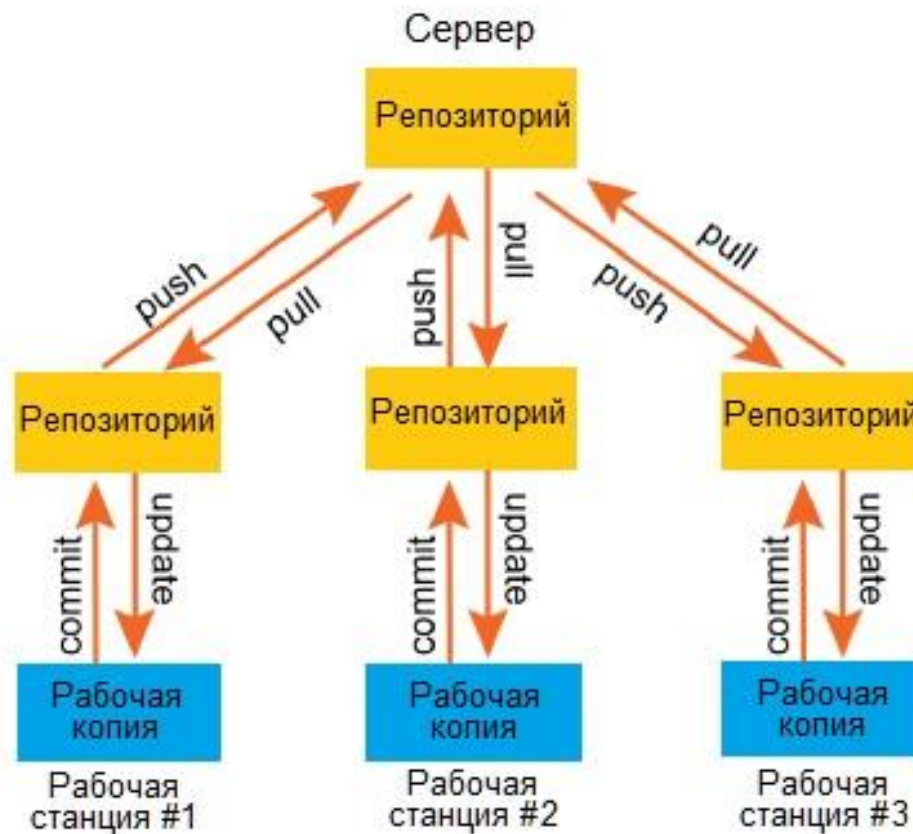 Сервер
Репозиторий
push
pull
push
pull
push
pull
Репозиторий
Репозиторий
Репозиторий
commit
update
commit
update
commit
update
Рабочая
копия
Рабочая
копия
Рабочая
копия
Рабочая
станция #1
Рабочая
станция #2
Рабочая
станция #3